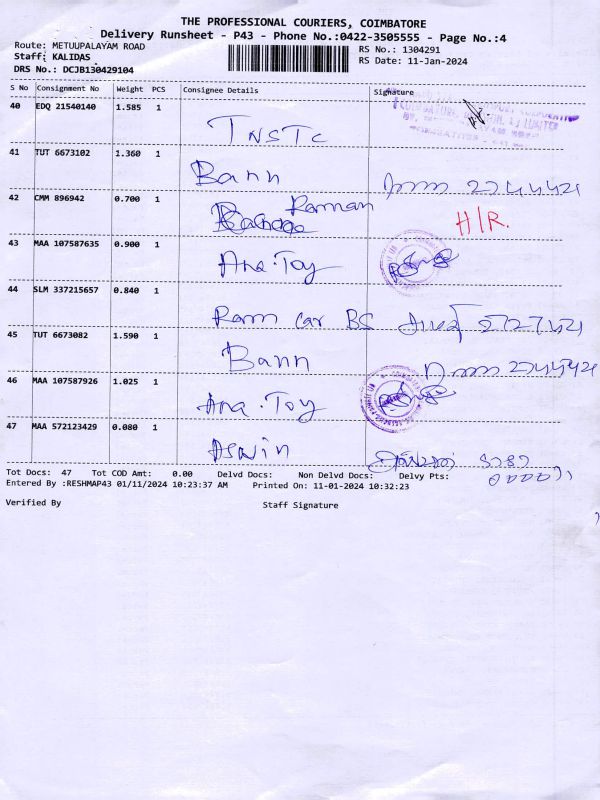 THE PROFESSIONAL COURIERS, COIMBATORE
Delivery Runsheet - P43 - Phone No.:0422-3505555 - Page No.:4
Route: METUUPALAYAM ROAD RS No.: 1304291
Staff: KALIDAS RS Date: 11-Jan-2024
DRS No.: DCJB130429104
S No Consignment No Weight PCS Consignee Details Signature
40 EDQ 21540140 1.585 1
TNSTC
41 TUT 6673102 1.360 1
Bann
42 CMM 896942 0.700 1
Raman
H/R.
43 MAA 107587635 0.900 1
Ana.Toy
44 SLM 337215657 0.840 1
Ram car BS
45 TUT 6673082 1.590 1
Bann
46 MAA 107587926 1.025 1
Ana.Toy
47 MAA 572123429 0.080 1
Aswin
Tot Docs: 47 Tot COD Amt: 0.00 Delvd Docs: Non Delvd Docs: Delvy Pts:
Entered By :RESHMAP43 01/11/2024 10:23:37 AM Printed On: 11-01-2024 10:32:23
Verified By Staff Signature